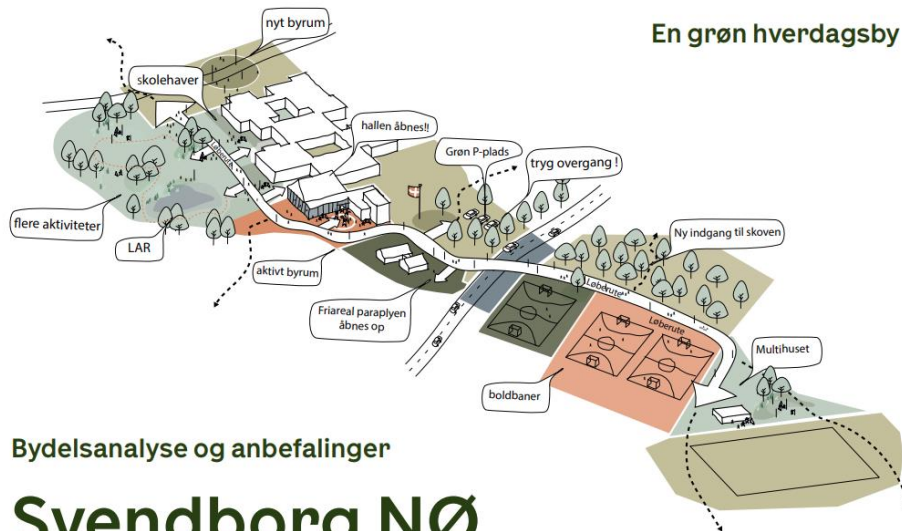 nyt byrum
En grøn hverdagsby
skolehaver
hallen åbnes!!
Løberute
Grøn P-plads
tryg overgang !
flere aktiviteter
LAR
Ny indgang til skoven
aktivt byrum
Løberute
Friareal paraplyen
åbnes op
Løberute
Multihuset
boldbaner
Bydelsanalyse og anbefalinger
Svendborg NØ